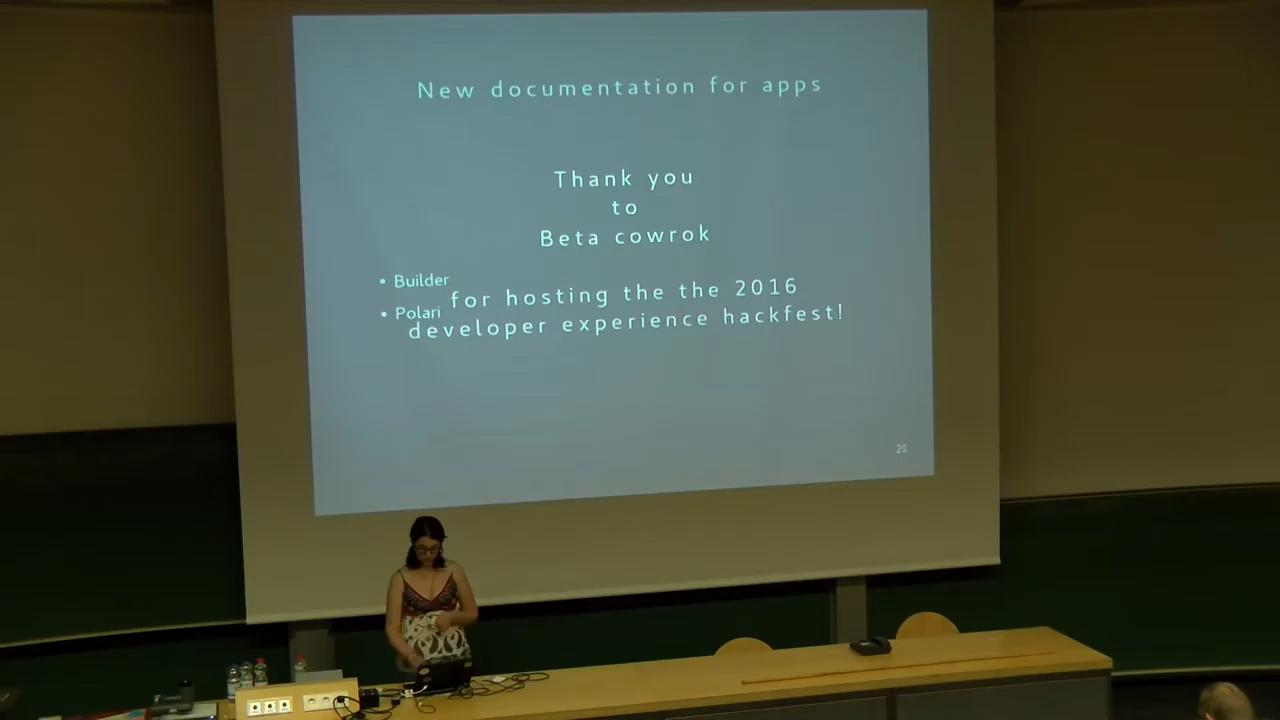 New documentation for apps
Thank you
to
Beta cowrok
• Builder
for hosting the the 2016
• Polari
developer experience hackfest!
20